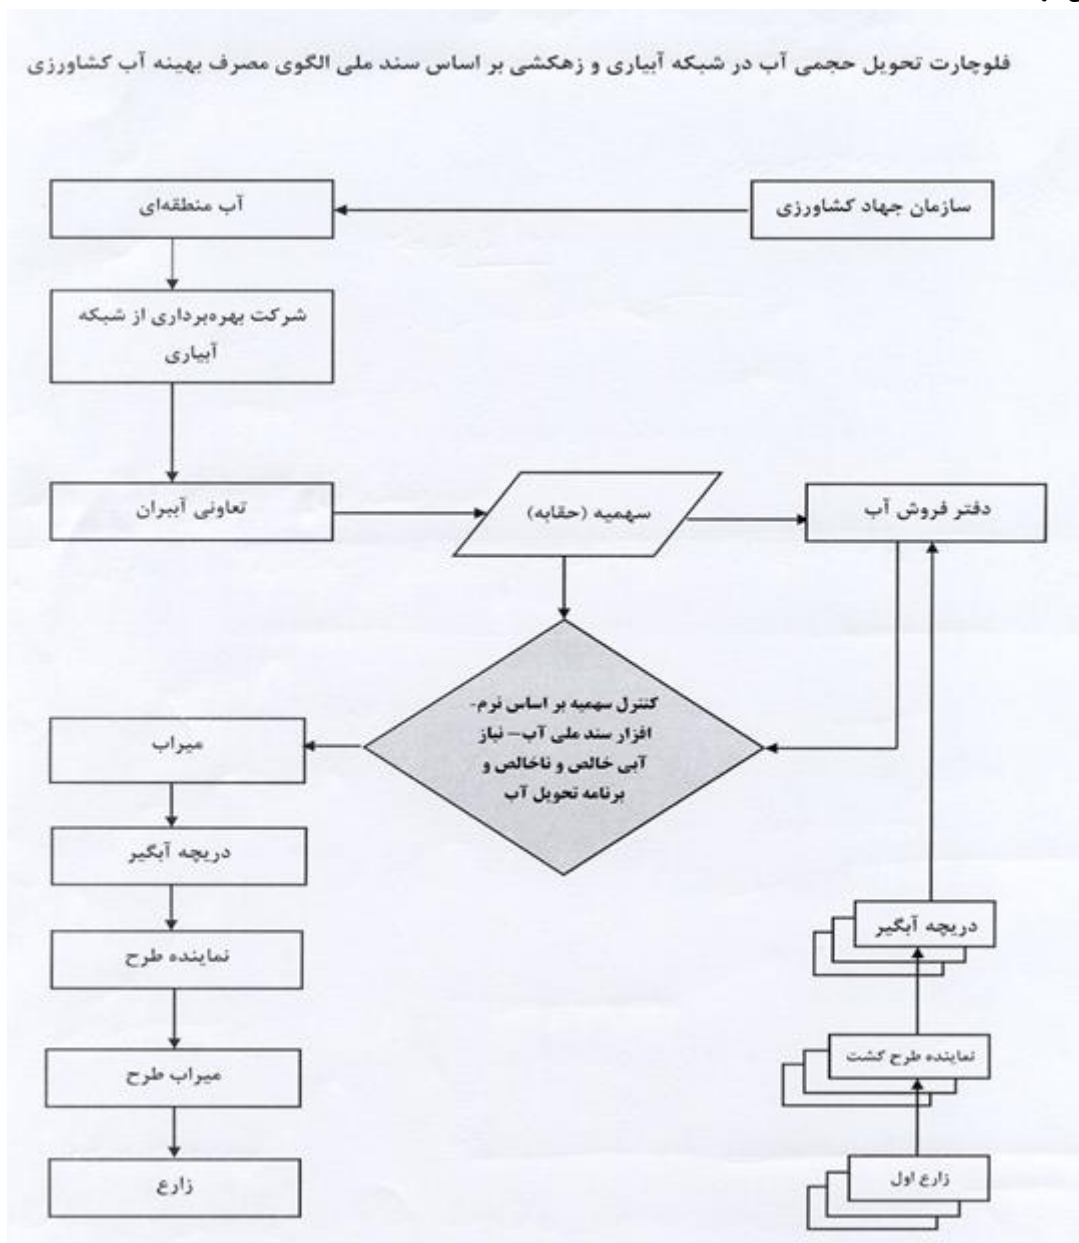 فلوچارت تحویل حجمی آب در شبکه آبیاری و زهکشی بر اساس سند ملی الگوی مصرف بهینه آب کشاورزی
سازمان جهاد کشاورزی
آب منطقه‌ای
شرکت بهره‌برداری از شبکه
آبیاری
تعاونی آببران
سهمیه (حقابه)
دفتر فروش آب
کنترل سهمیه بر اساس نرم-
افزار سند ملی آب– نیاز
آبی خالص و ناخالص و
برنامه تحویل آب
میراب
دریچه آبگیر
نماینده طرح
میراب طرح
زارع
دریچه آبگیر
نماینده طرح کشت
زارع اول